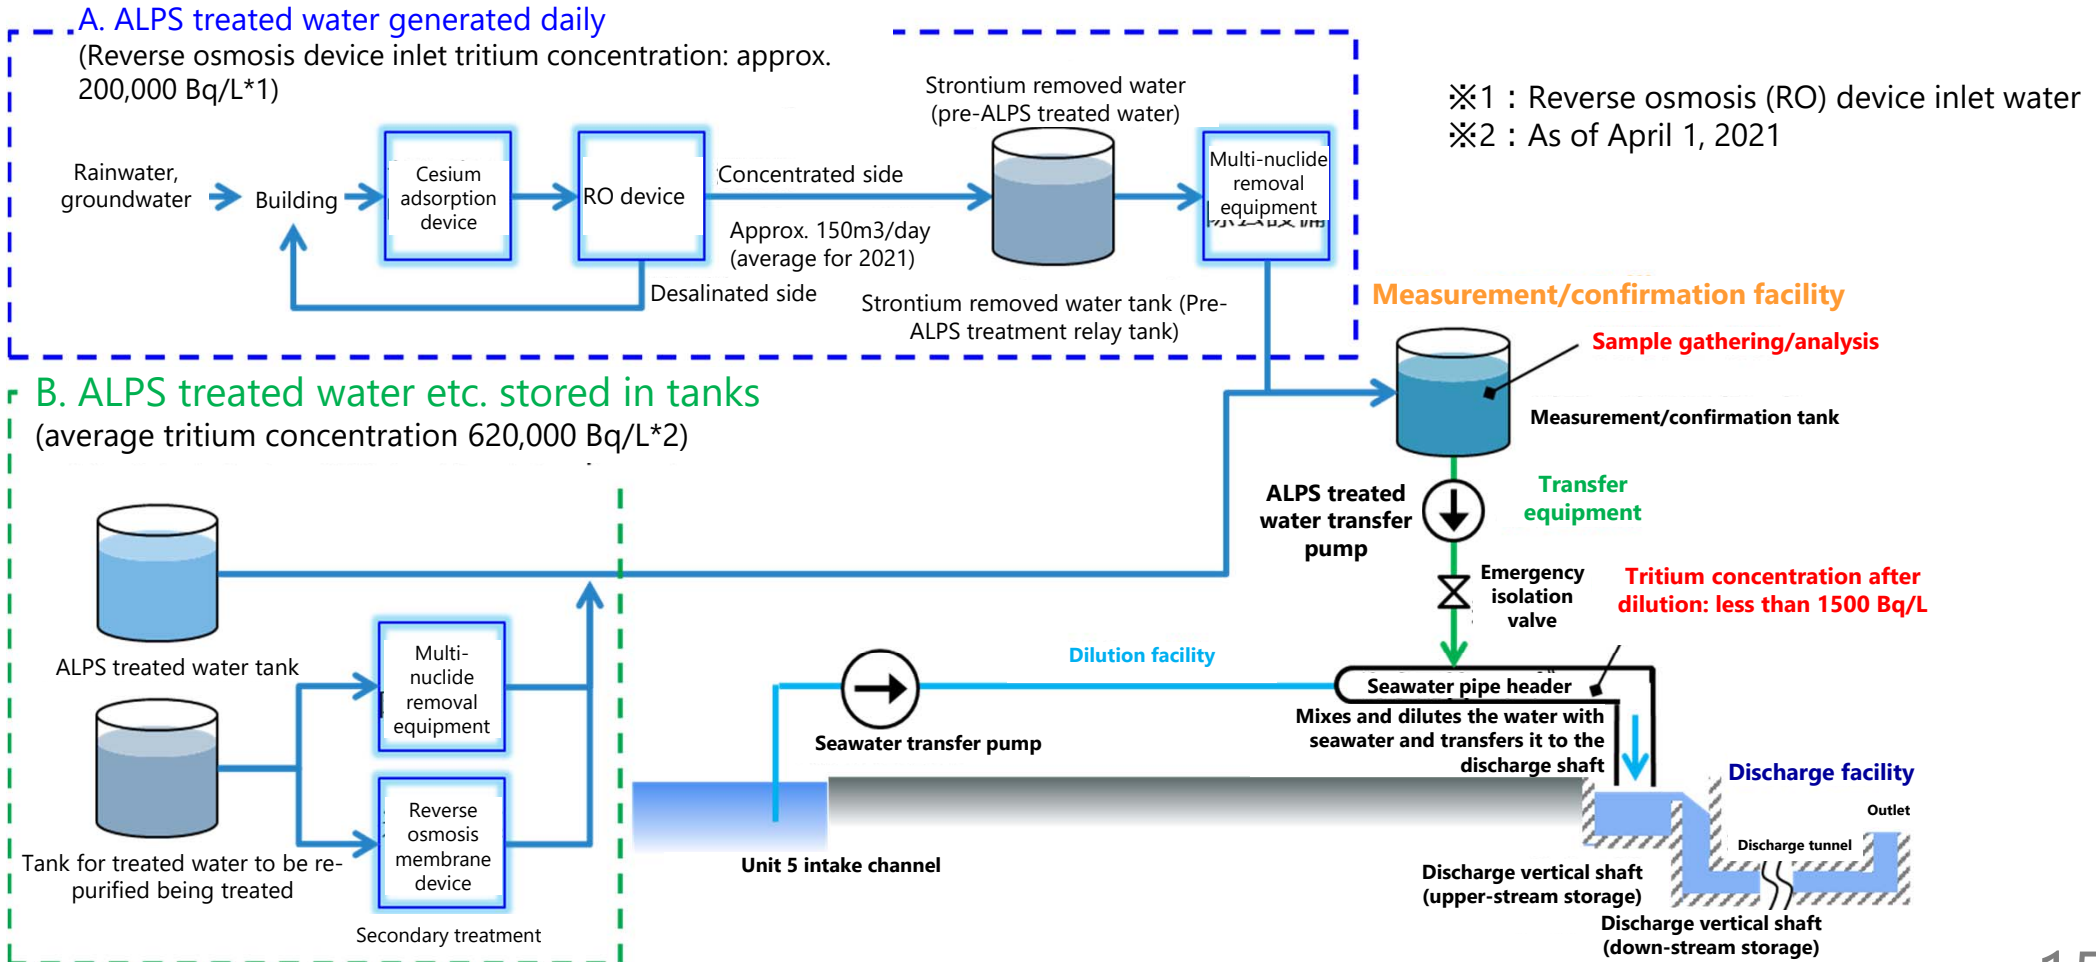 A. ALPS treated water generated daily
(Reverse osmosis device inlet tritium concentration: approx.
200,000 Bq/L*1)
Strontium removed water
(pre-ALPS treated water)
※1：Reverse osmosis (RO) device inlet water
※2：As of April 1, 2021
Rainwater,
groundwater
Building
Cesium
adsorption
device
RO device
Concentrated side
Approx. 150m3/day
(average for 2021)
Desalinated side
Multi-nuclide
removal
equipment
Strontium removed water tank (Pre-
ALPS treatment relay tank)
Measurement/confirmation facility
Sample gathering/analysis
Measurement/confirmation tank
B. ALPS treated water etc. stored in tanks
(average tritium concentration 620,000 Bq/L*2)
ALPS treated water tank
Tank for treated water to be re-
purified being treated
Multi-
nuclide
removal
equipment
Reverse
osmosis
membrane
device
Secondary treatment
ALPS treated
water transfer
pump
Transfer
equipment
Emergency
isolation
valve
Tritium concentration after
dilution: less than 1500 Bq/L
Dilution facility
Seawater pipe header
Seawater transfer pump
Mixes and dilutes the water with
seawater and transfers it to the
discharge shaft
Unit 5 intake channel
Discharge facility
Outlet
Discharge tunnel
Discharge vertical shaft
(upper-stream storage)
Discharge vertical shaft
(down-stream storage)